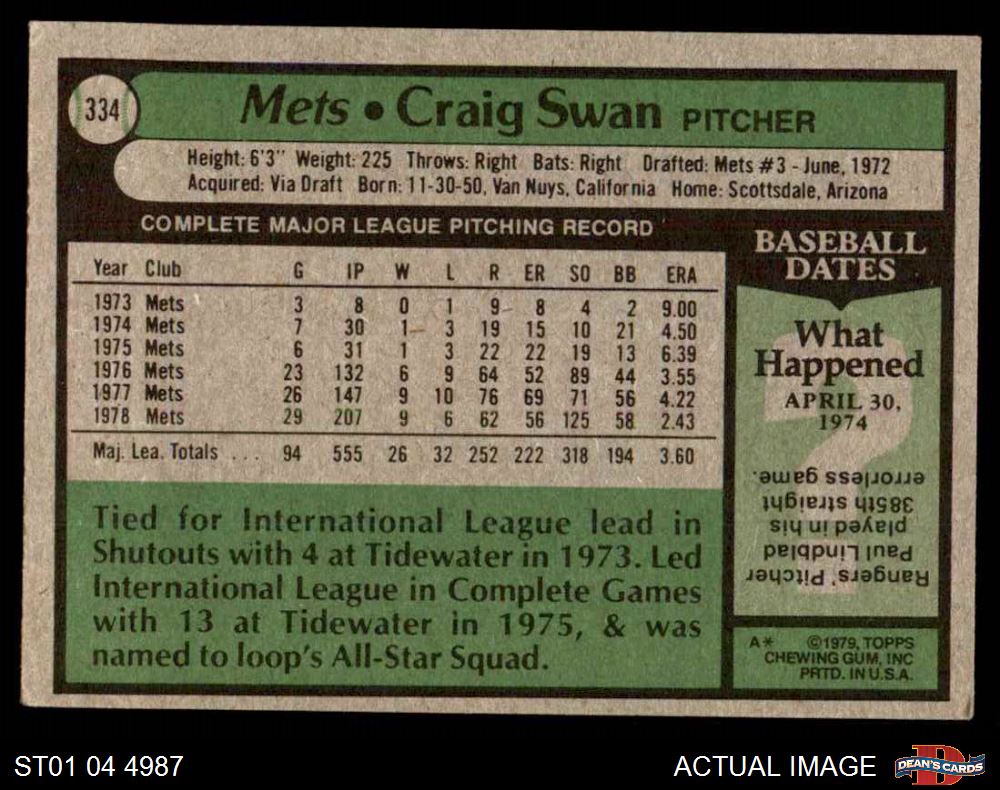 334
Mets • Craig Swan PITCHER
Height: 6'3" Weight: 225 Throws: Right Bats: Right Drafted: Mets #3 - June, 1972
Acquired: Via Draft Born: 11-30-50, Van Nuys, California Home: Scottsdale, Arizona
COMPLETE MAJOR LEAGUE PITCHING RECORD
Year Club G IP W L R ER SO BB ERA
1973 Mets 3 8 0 1 9 8 4 2 9.00
1974 Mets 7 30 1 3 19 15 10 21 4.50
1975 Mets 6 31 1 3 22 22 19 13 6.39
1976 Mets 23 132 6 9 64 52 89 44 3.55
1977 Mets 26 147 9 10 76 69 71 56 4.22
1978 Mets 29 207 9 6 62 56 125 58 2.43
Maj. Lea. Totals ... 94 555 26 32 252 222 318 194 3.60
Tied for International League lead in
Shutouts with 4 at Tidewater in 1973. Led
International League in Complete Games
with 13 at Tidewater in 1975, & was
named to loop's All-Star Squad.
BASEBALL
DATES
What
Happened
APRIL 30,
1974
Rangers' Pitcher
Paul Lindblad
played in his
385th straight
errorless game.
A* ©1979, TOPPS
CHEWING GUM, INC
PRTD. IN U.S.A.
ST01 04 4987
ACTUAL IMAGE
DEAN'S CARDS